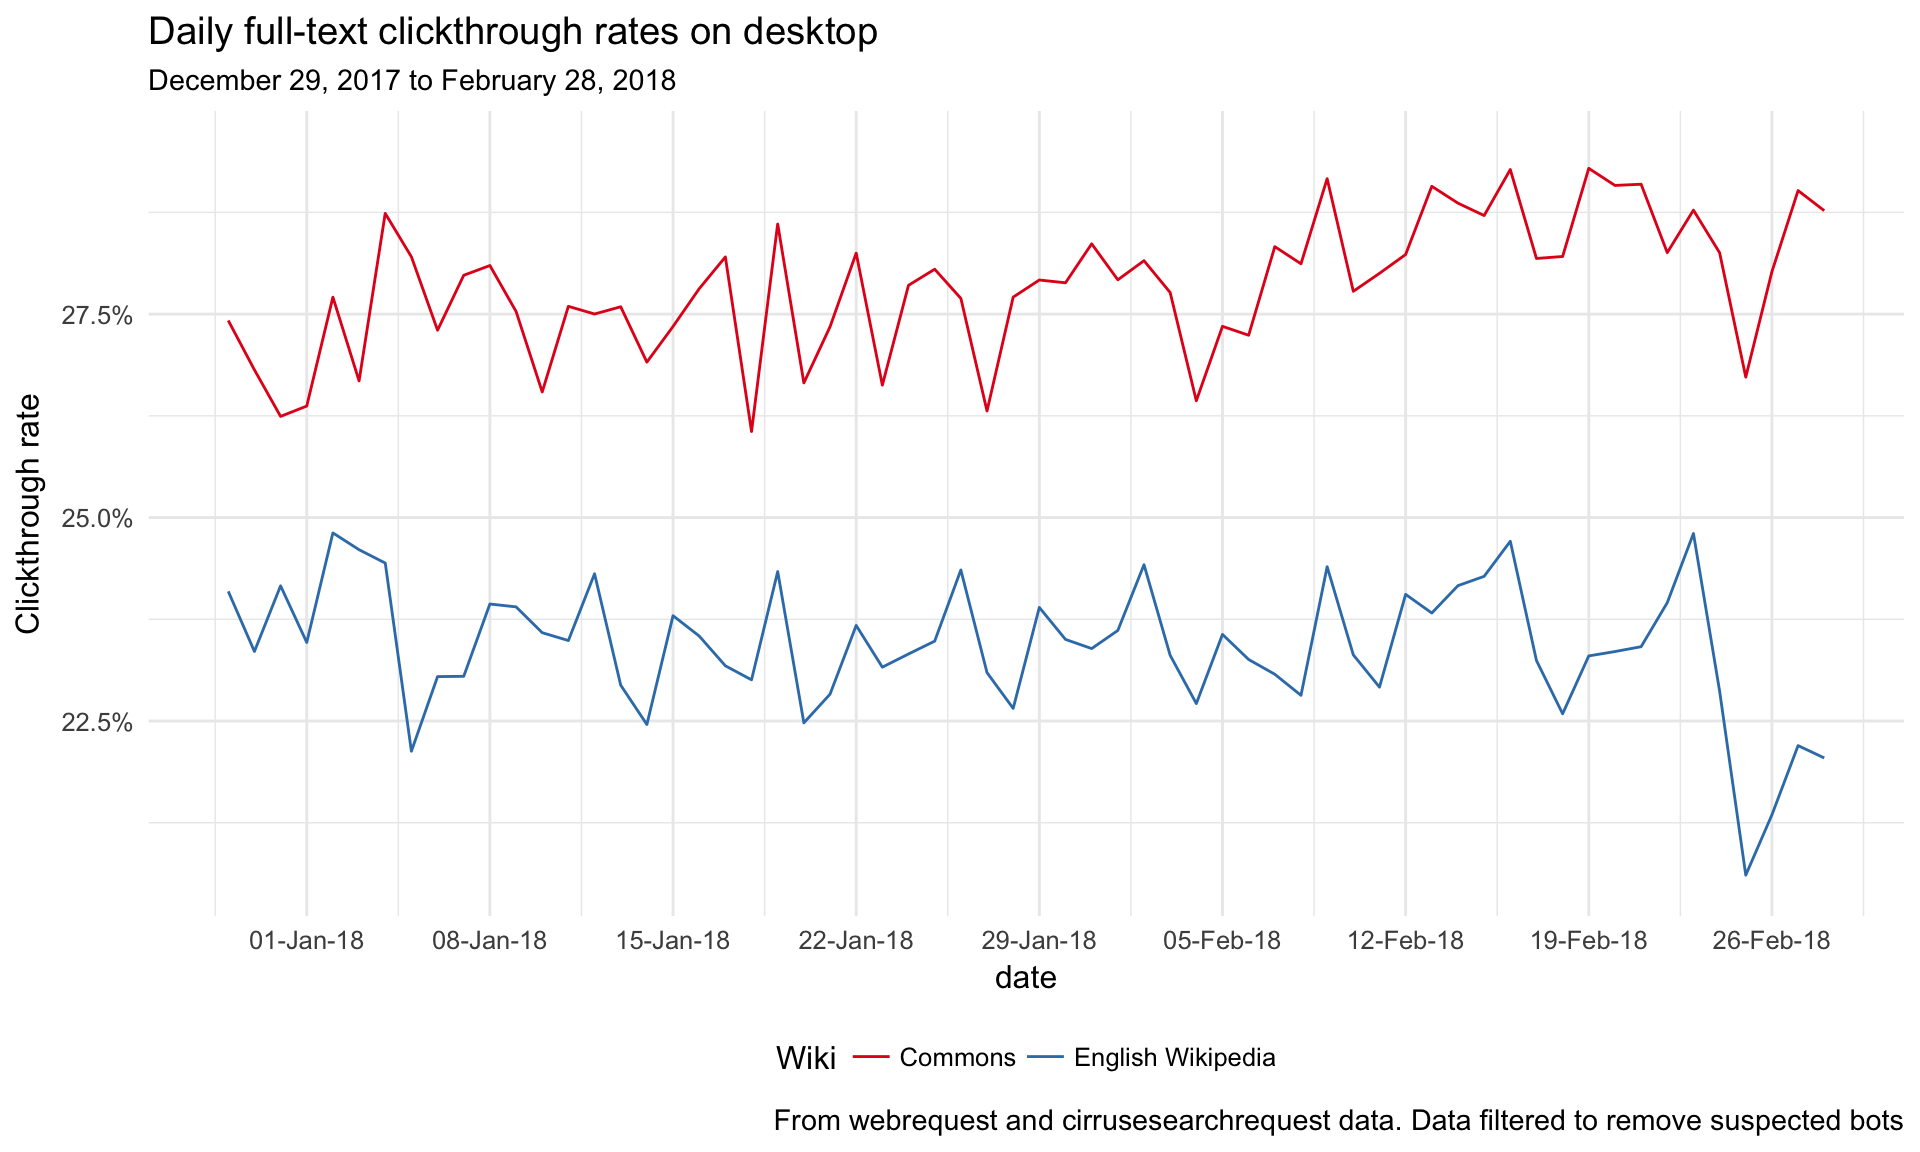 Daily full-text clickthrough rates on desktop
December 29, 2017 to February 28, 2018
Clickthrough rate
27.5%
25.0%
22.5%
01-Jan-18 08-Jan-18 15-Jan-18 22-Jan-18 29-Jan-18 05-Feb-18 12-Feb-18 19-Feb-18 26-Feb-18
date
Wiki Commons English Wikipedia
From webrequest and cirrusesearchrequest data. Data filtered to remove suspected bots